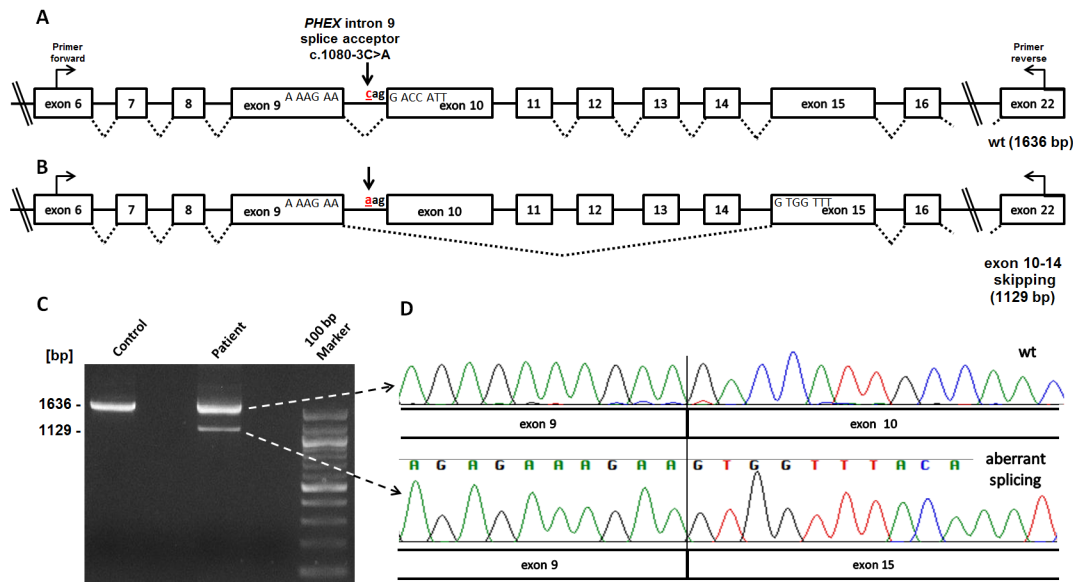 A
PHEX intron 9
splice acceptor
c.1080-3C>A
Primer
forward
Primer
reverse
exon 6
7
8
exon 9
A AAG AA
cag
G ACC ATT
exon 10
11
12
13
14
exon 15
16
exon 22
wt (1636 bp)
B
exon 6
7
8
exon 9
A AAG AA
aag
exon 10
11
12
13
14
G TGG TTT
exon 15
16
exon 22
exon 10-14
skipping
(1129 bp)
C
[bp]
Control
Patient
100 bp
Marker
1636 -
1129 -
D
wt
exon 9
exon 10
A G A G A A A G A A G T G G T T T A C A
aberrant
splicing
exon 9
exon 15